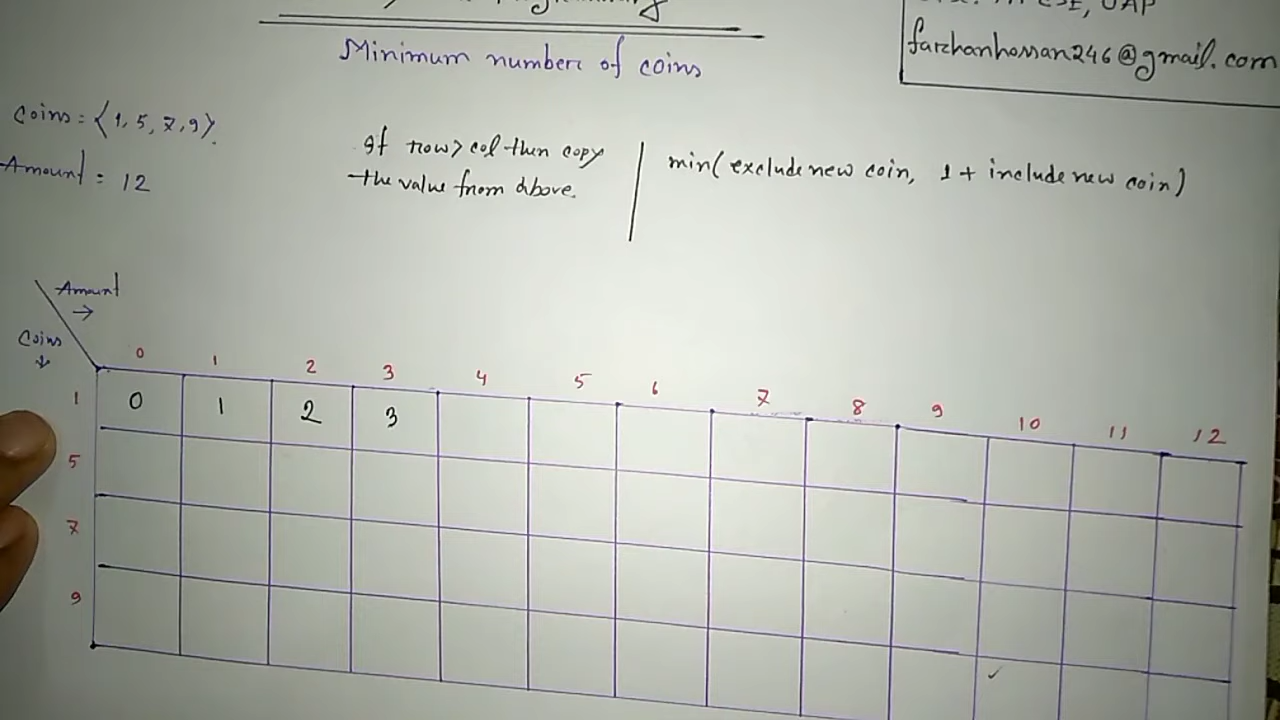 Minimum number of coins
farhanhossan246@gmail.com
Coins = {1, 5, 7, 9}.
Amount = 12
If row > col then copy
the value from above.
min(exclude new coin, 1 + include new coin)
Amount
→
Coins
↓
0 1 2 3 4 5 6 7 8 9 10 11 12
1 0 1 2 3
5
7
9